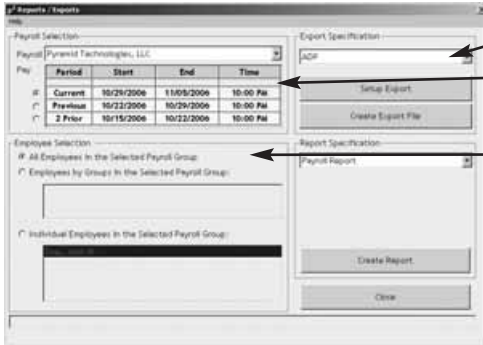 Reports / Exports
Help
Payroll Selection
Payroll Pyramid Technologies, LLC
Pay
Period Start End Time
Current 10/29/2006 11/05/2006 10:00 PM
Previous 10/22/2006 10/29/2006 10:00 PM
2 Prior 10/15/2006 10/22/2006 10:00 PM
Export Specification
ADP
Setup Export
Create Export File
Employee Selection
All Employees In the Selected Payroll Group
Employees by Groups In the Selected Payroll Group:
Individual Employees In the Selected Payroll Group:
Report Specification
Payroll Report
Create Report
Close